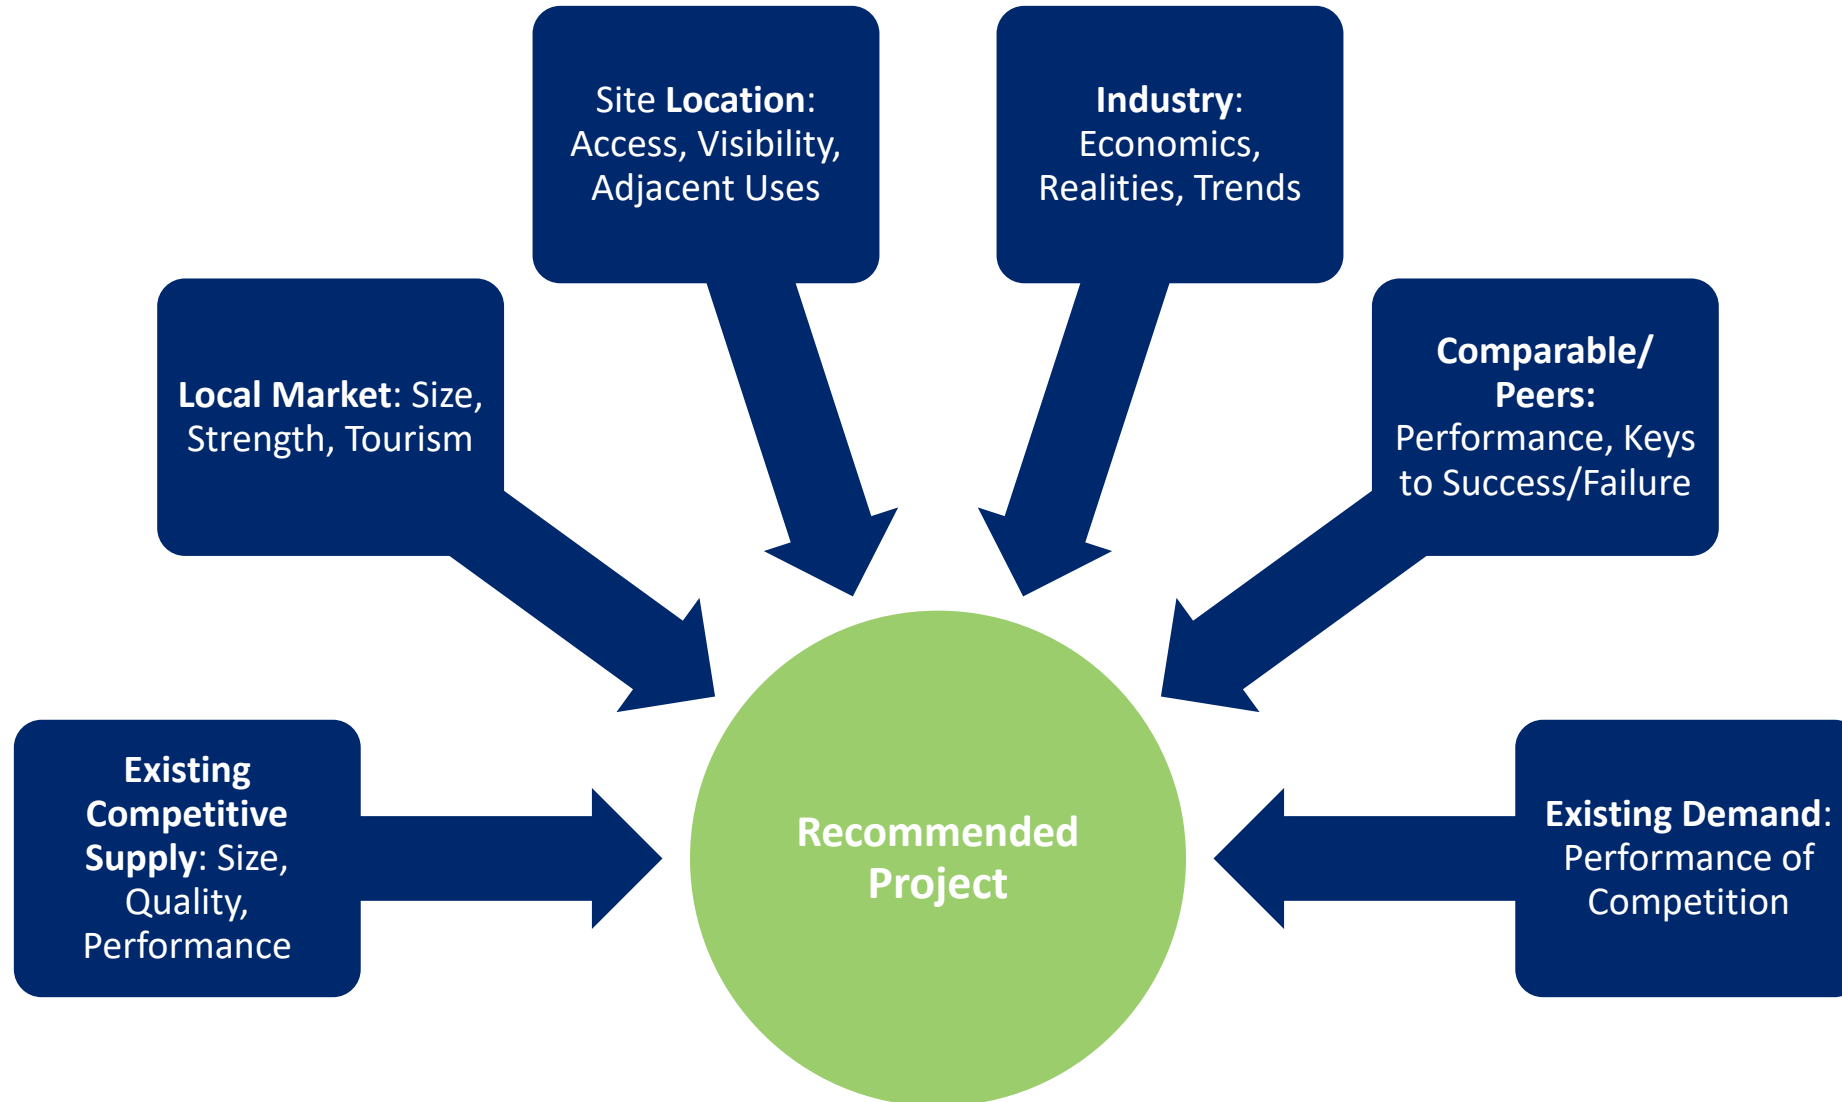 Site Location:
Access, Visibility,
Adjacent Uses
Industry:
Economics,
Realities, Trends
Local Market: Size,
Strength, Tourism
Comparable/
Peers:
Performance, Keys
to Success/Failure
Existing
Competitive
Supply: Size,
Quality,
Performance
Recommended
Project
Existing Demand:
Performance of
Competition